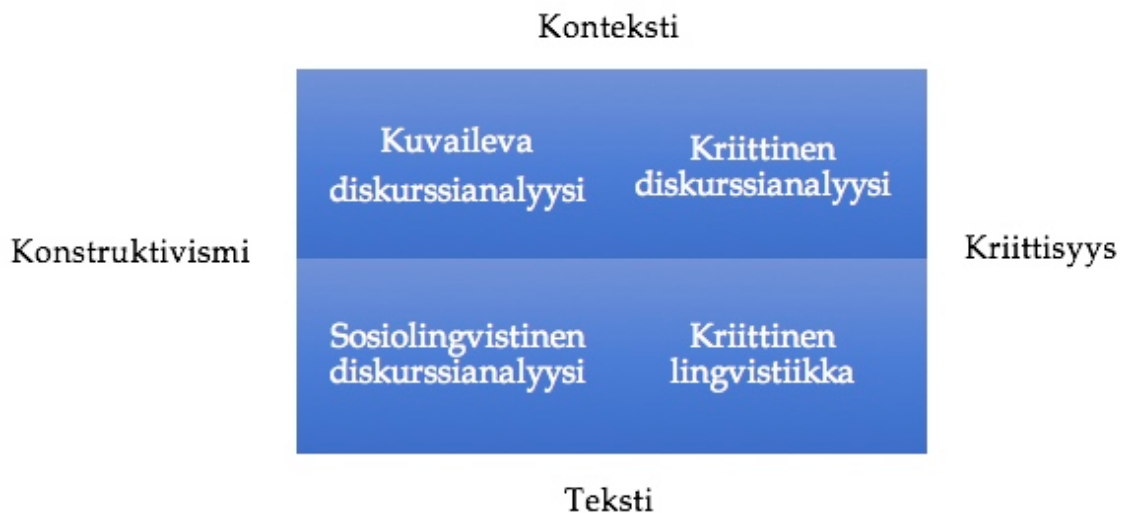 Konteksti
Kuvaileva
diskurssianalyysi
Kriittinen
diskurssianalyysi
Konstruktivismi
Kriittisyys
Sosiolingvistinen
diskurssianalyysi
Kriittinen
lingvistiikka
Teksti